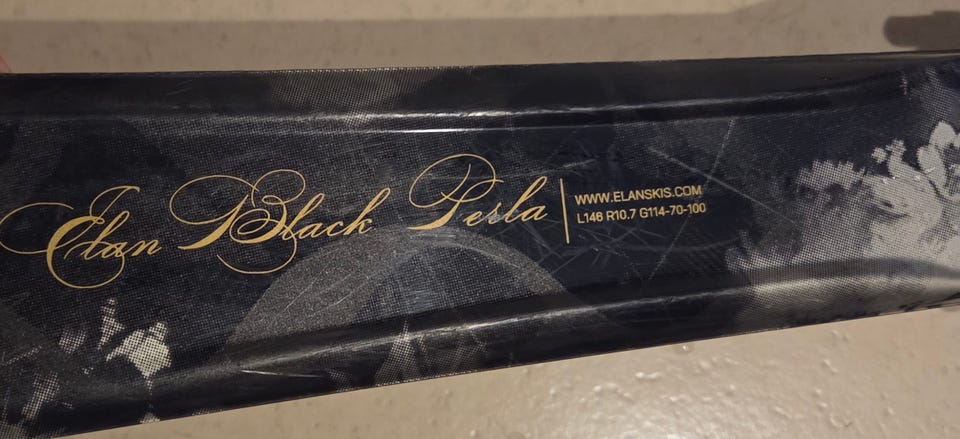 Elan Black Perla
WWW.ELANSKIS.COM
L146 R10.7 G114-70-100